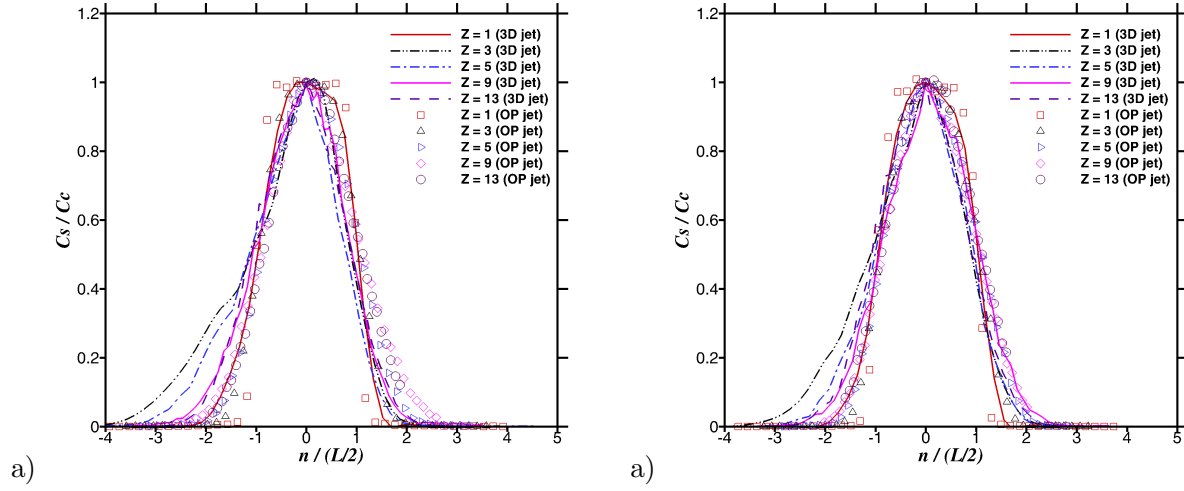 1.2
1
0.8
0.6
0.4
0.2
0
Cs / Cc
-4 -3 -2 -1 0 1 2 3 4 5
n / (L/2)
Z = 1 (3D jet)
Z = 3 (3D jet)
Z = 5 (3D jet)
Z = 9 (3D jet)
Z = 13 (3D jet)
Z = 1 (OP jet)
Z = 3 (OP jet)
Z = 5 (OP jet)
Z = 9 (OP jet)
Z = 13 (OP jet)
a)
1.2
1
0.8
0.6
0.4
0.2
0
Cs / Cc
-4 -3 -2 -1 0 1 2 3 4 5
n / (L/2)
Z = 1 (3D jet)
Z = 3 (3D jet)
Z = 5 (3D jet)
Z = 9 (3D jet)
Z = 13 (3D jet)
Z = 1 (OP jet)
Z = 3 (OP jet)
Z = 5 (OP jet)
Z = 9 (OP jet)
Z = 13 (OP jet)
a)